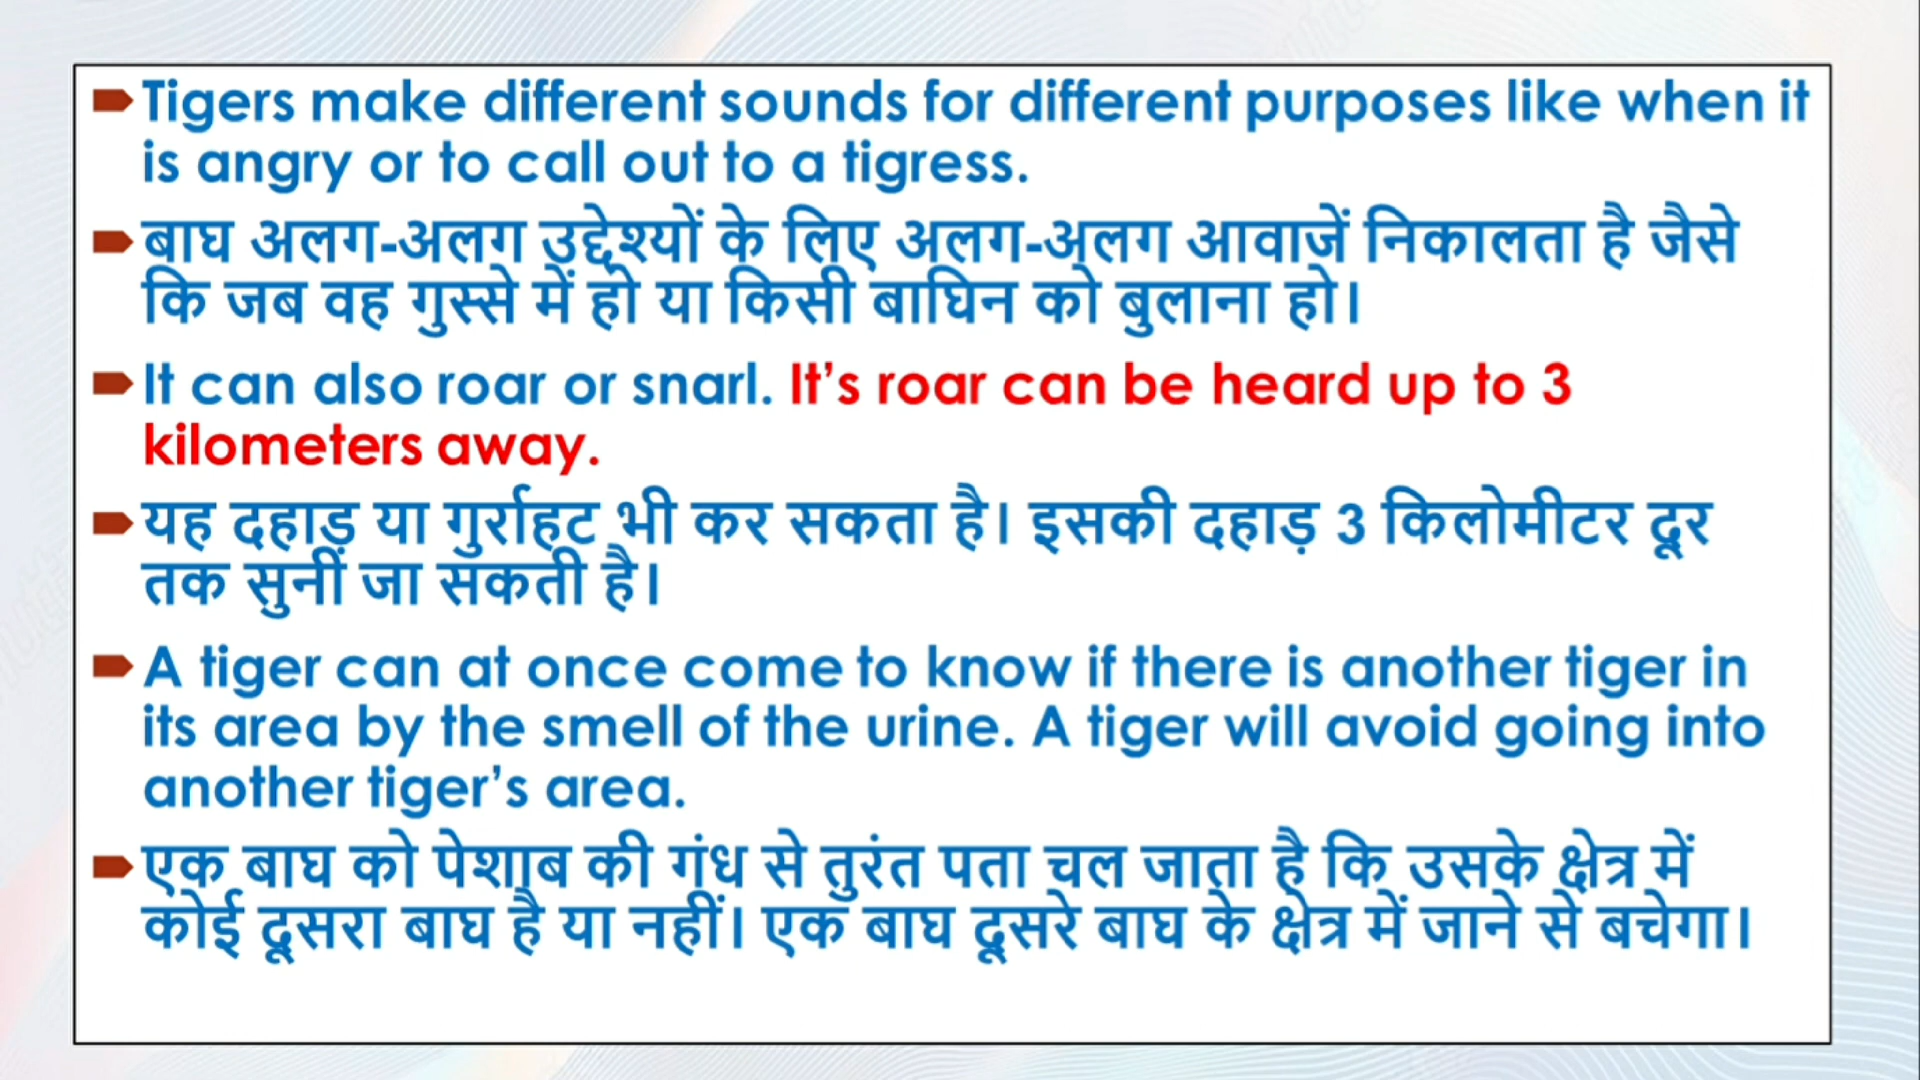 Tigers make different sounds for different purposes like when it
is angry or to call out to a tigress.
बाघ अलग-अलग उद्देश्यों के लिए अलग-अलग आवाजें निकालता है जैसे
कि जब वह गुस्से में हो या किसी बाघिन को बुलाना हो।
It can also roar or snarl. It's roar can be heard up to 3
kilometers away.
यह दहाड़ या गुर्राहट भी कर सकता है। इसकी दहाड़ 3 किलोमीटर दूर
तक सुनी जा सकती है।
A tiger can at once come to know if there is another tiger in
its area by the smell of the urine. A tiger will avoid going into
another tiger's area.
एक बाघ को पेशाब की गंध से तुरंत पता चल जाता है कि उसके क्षेत्र में
कोई दूसरा बाघ है या नहीं। एक बाघ दूसरे बाघ के क्षेत्र में जाने से बचेगा।